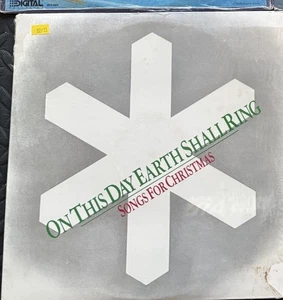 DIGITAL
ON THIS DAY EARTH SHALL RING
SONGS FOR CHRISTMAS